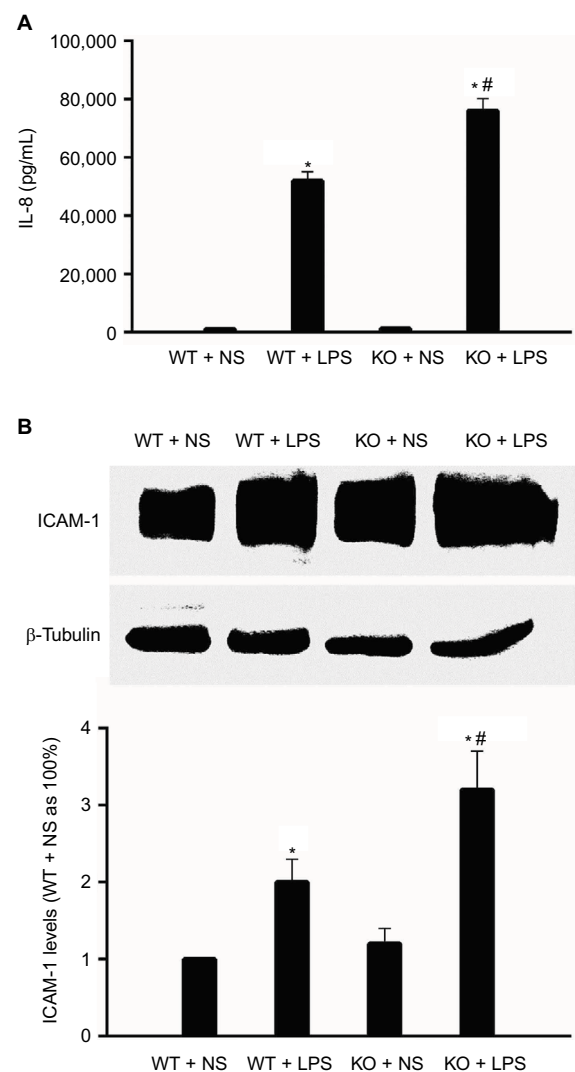 A
100,000
80,000
60,000
40,000
20,000
0
IL-8 (pg/mL)
*
* #
WT + NS WT + LPS KO + NS KO + LPS
B
WT + NS WT + LPS KO + NS KO + LPS
ICAM-1
β-Tubulin
4
3
2
1
0
ICAM-1 levels (WT + NS as 100%)
*
* #
WT + NS WT + LPS KO + NS KO + LPS